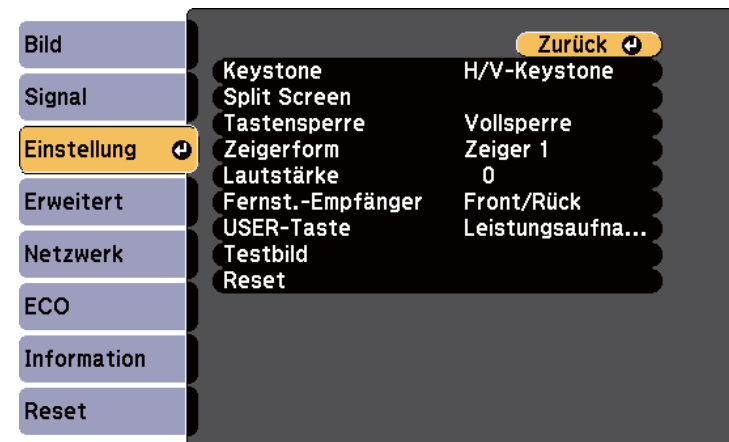 Bild
Signal
Einstellung
Erweitert
Netzwerk
ECO
Information
Reset
Zurück
Keystone H/V-Keystone
Split Screen
Tastensperre Vollsperre
Zeigerform Zeiger 1
Lautstärke 0
Fernst.-Empfänger Front/Rück
USER-Taste Leistungsaufna...
Testbild
Reset